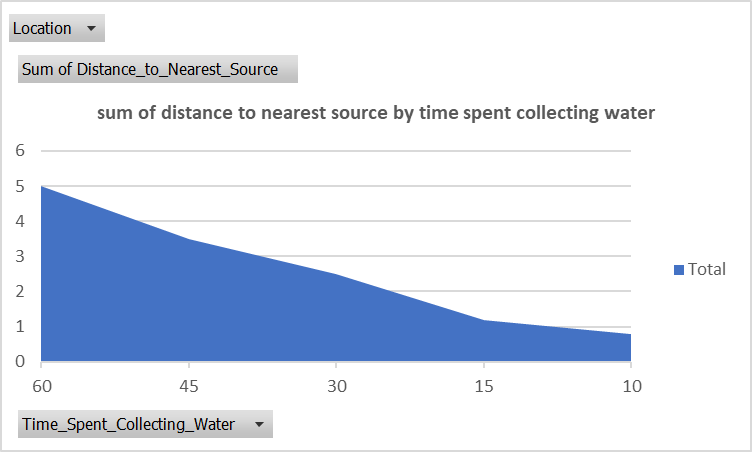 Location
Sum of Distance_to_Nearest_Source
sum of distance to nearest source by time spent collecting water
6
5
4
3
2
1
0
60 45 30 15 10
Total
Time_Spent_Collecting_Water